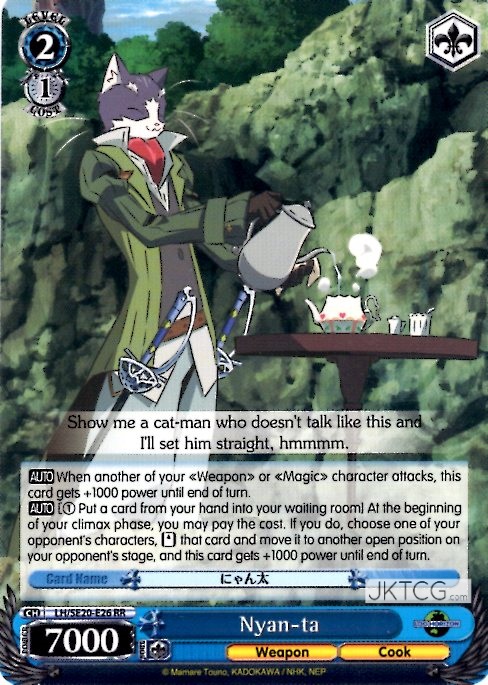 LEVEL
2
1
COST
Show me a cat-man who doesn't talk like this and
I'll set him straight, hmmmm.
AUTO When another of your «Weapon» or «Magic» character attacks, this
card gets +1000 power until end of turn.
AUTO [① Put a card from your hand into your waiting room] At the beginning
of your climax phase, you may pay the cost. If you do, choose one of your
opponent's characters, that card and move it to another open position on
your opponent's stage, and this card gets +1000 power until end of turn.
Card Name にゃん太
JKTCG.com
CH LH/SE20-E26 RR
POWER 7000 SOUL
Nyan-ta
Weapon Cook
© Mamare Touno, KADOKAWA / NHK, NEP